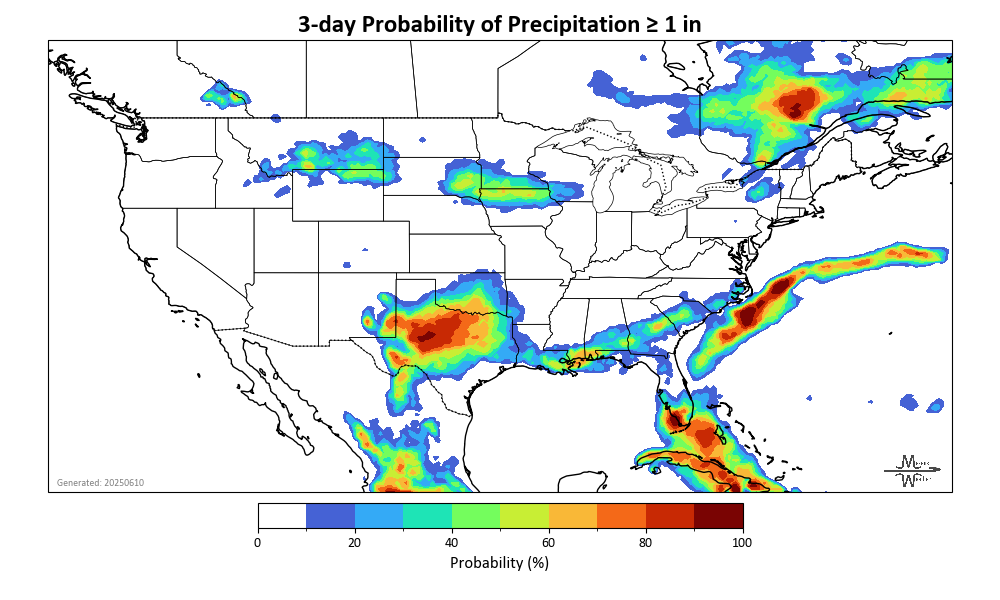 3-day Probability of Precipitation ≥ 1 in
Generated: 20250610
0 20 40 60 80 100
Probability (%)